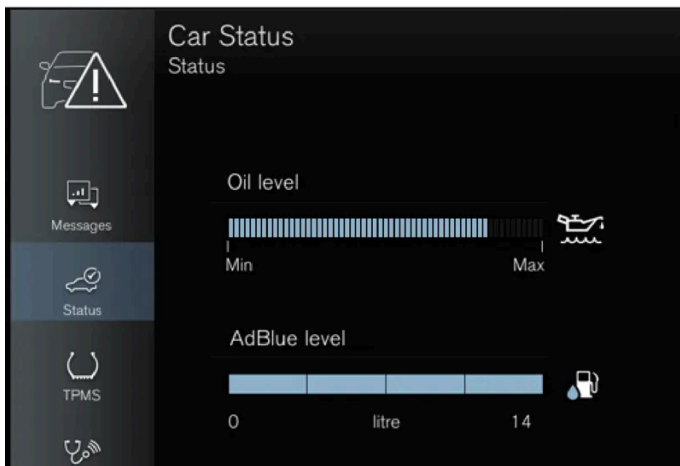 Car Status
Status
Messages
Status
TPMS
Oil level
Min Max
AdBlue level
0 litre 14